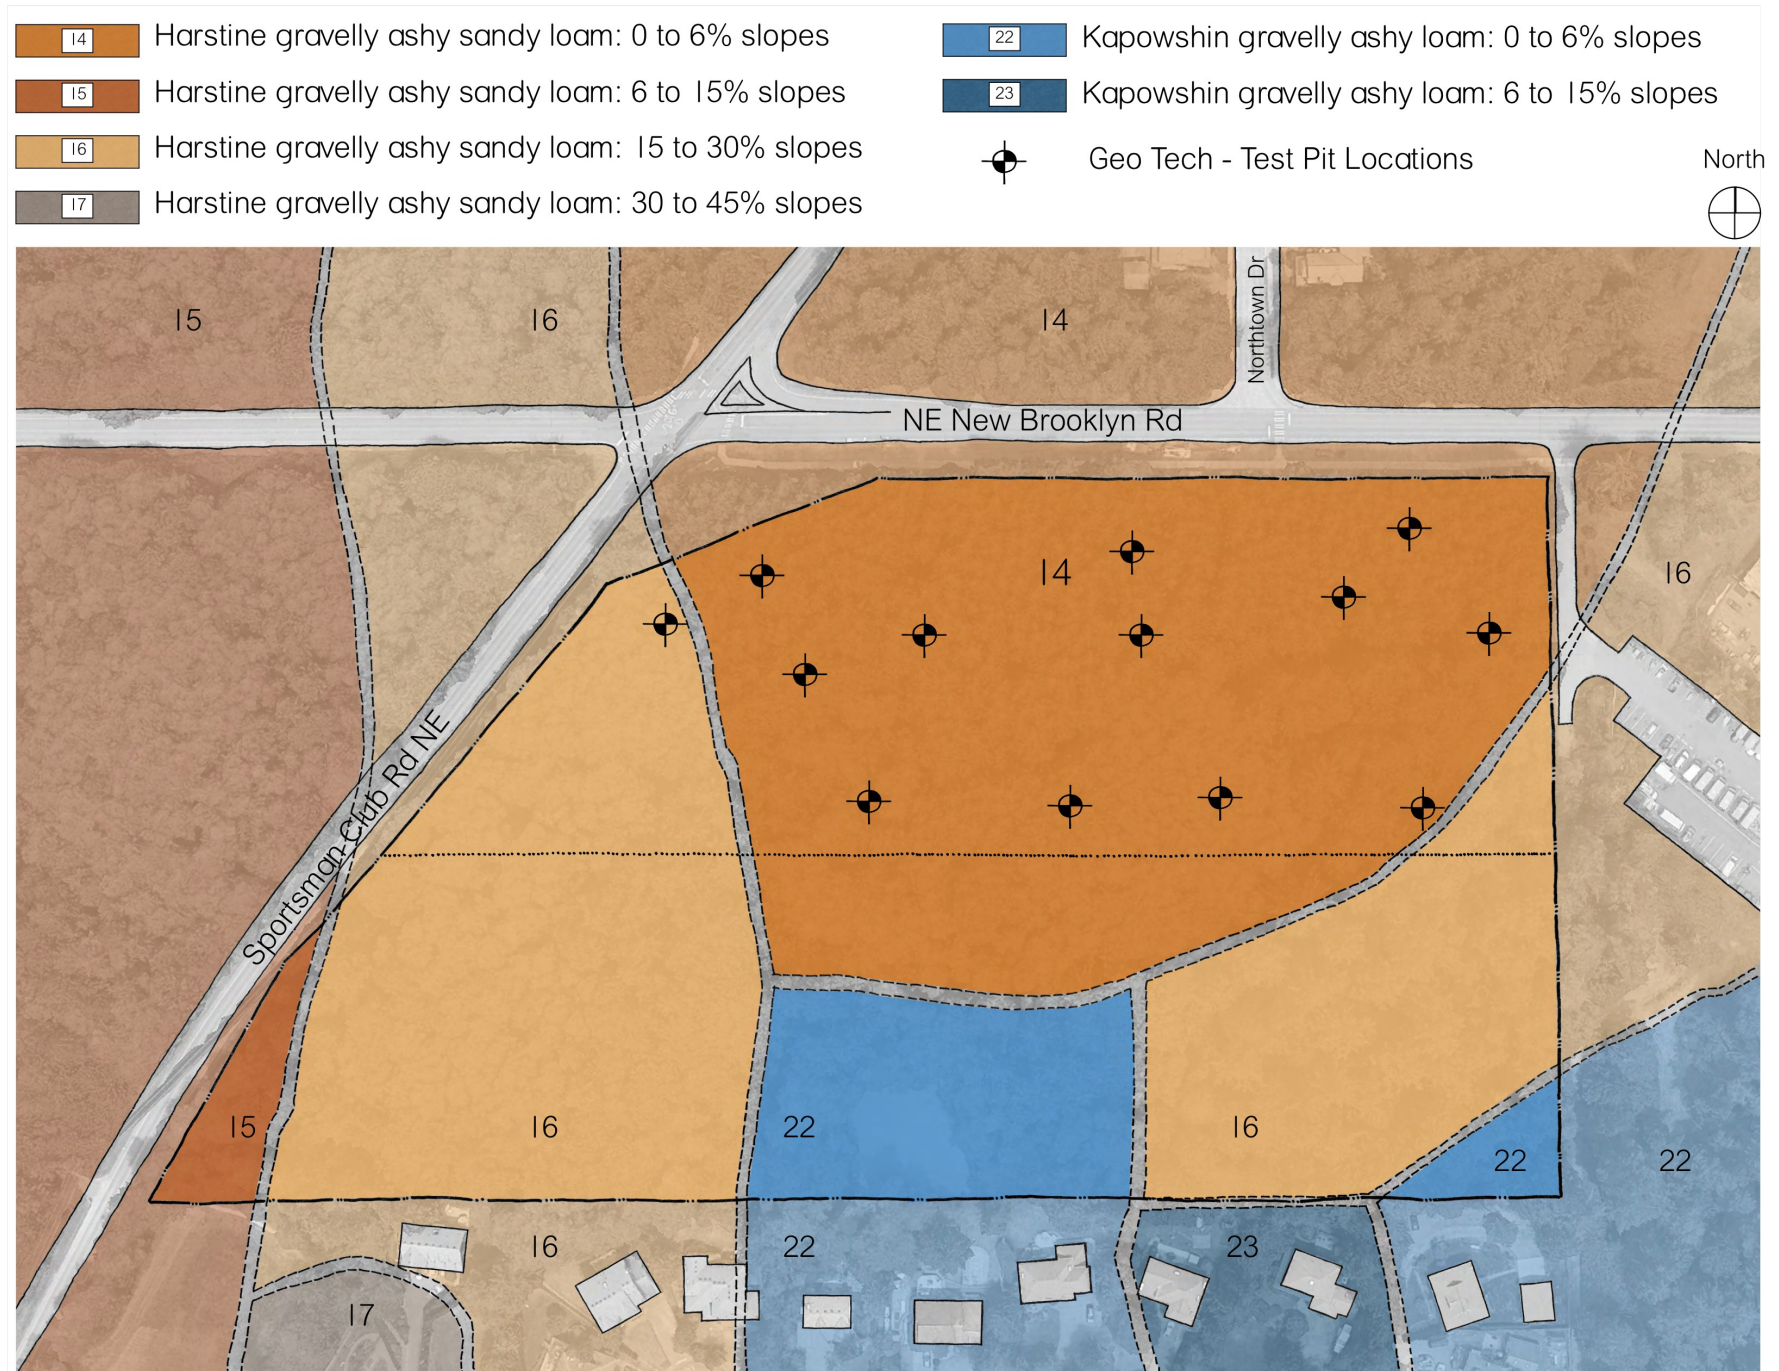 14 Harstine gravelly ashy sandy loam: 0 to 6% slopes
15 Harstine gravelly ashy sandy loam: 6 to 15% slopes
16 Harstine gravelly ashy sandy loam: 15 to 30% slopes
17 Harstine gravelly ashy sandy loam: 30 to 45% slopes
22 Kapowshin gravelly ashy loam: 0 to 6% slopes
23 Kapowshin gravelly ashy loam: 6 to 15% slopes
Geo Tech - Test Pit Locations
North
15
16
14
Northtown Dr
NE New Brooklyn Rd
14
16
Sportsman Club Rd NE
15
16
22
16
22
22
16
22
23
17